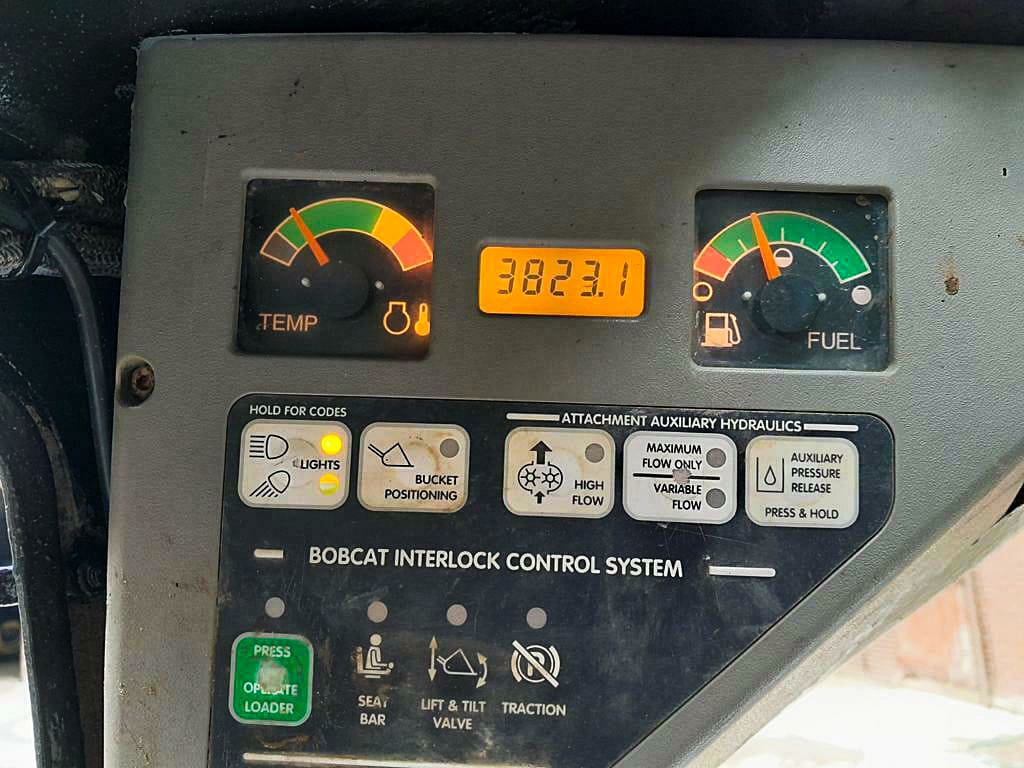 TEMP
3823.1
FUEL
HOLD FOR CODES
LIGHTS
BUCKET
POSITIONING
ATTACHMENT AUXILIARY HYDRAULICS
HIGH
FLOW
MAXIMUM
FLOW ONLY
VARIABLE
FLOW
AUXILIARY
PRESSURE
RELEASE
PRESS & HOLD
BOBCAT INTERLOCK CONTROL SYSTEM
PRESS
OPERATE
LOADER
SEAT
BAR
LIFT & TILT
VALVE
TRACTION